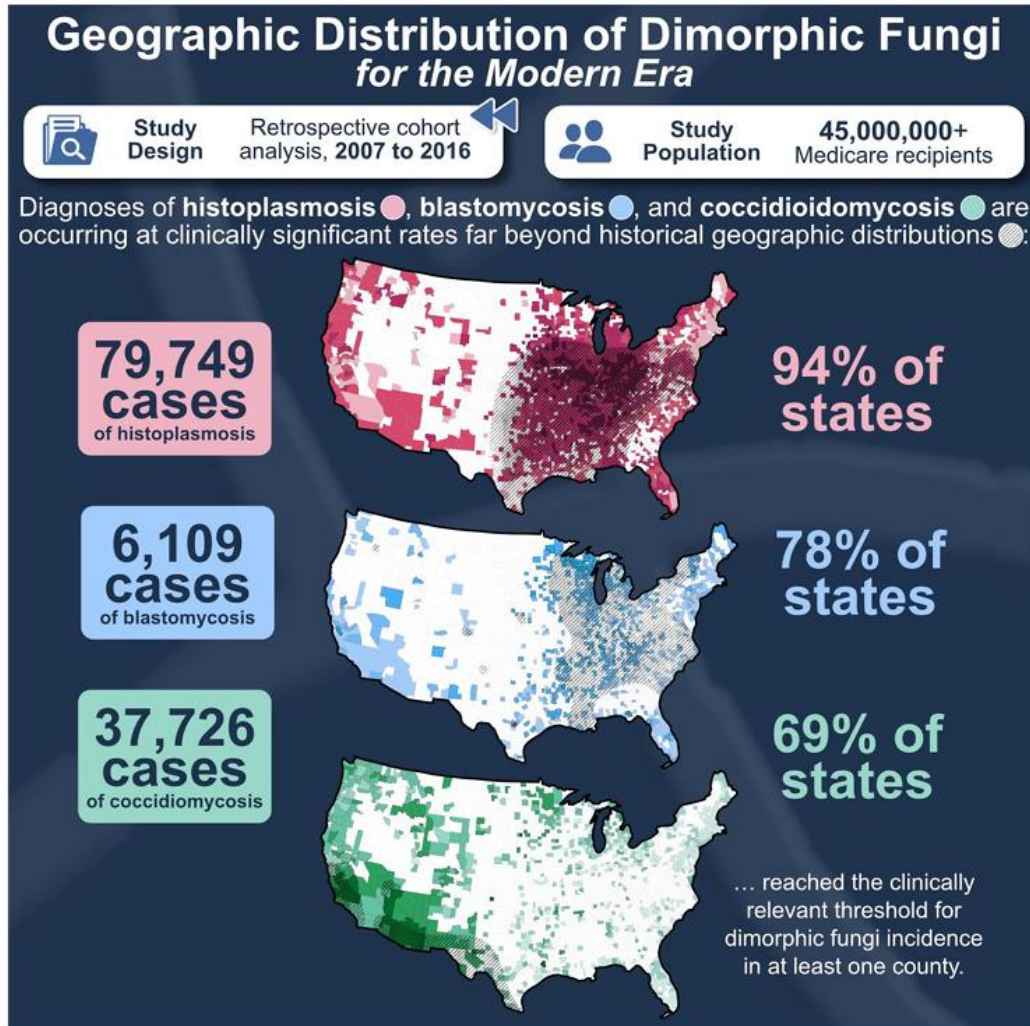 Geographic Distribution of Dimorphic Fungi
for the Modern Era
Study
Design
Retrospective cohort
analysis, 2007 to 2016
Study
Population
45,000,000+
Medicare recipients
Diagnoses of histoplasmosis, blastomycosis, and coccidioidomycosis are
occurring at clinically significant rates far beyond historical geographic distributions:
79,749
cases
of histoplasmosis
94% of
states
6,109
cases
of blastomycosis
78% of
states
37,726
cases
of coccidiomycosis
69% of
states
... reached the clinically
relevant threshold for
dimorphic fungi incidence
in at least one county.